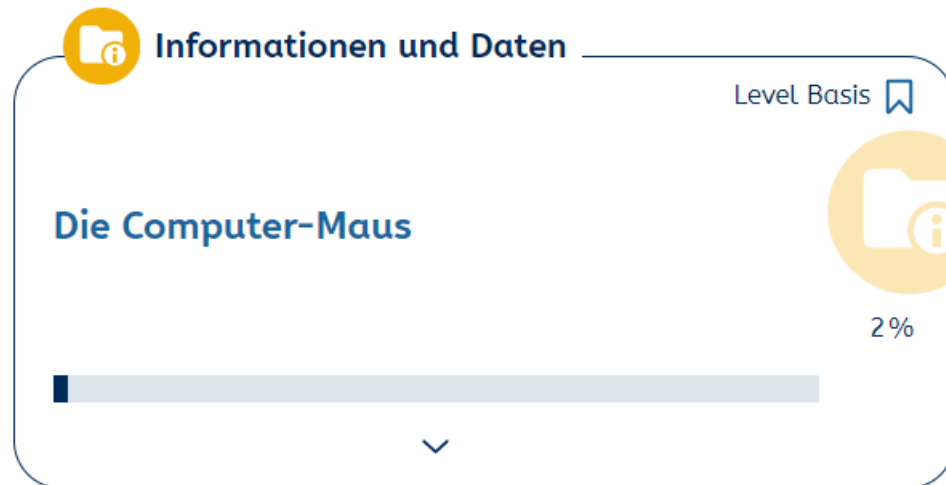 Informationen und Daten
Level Basis
Die Computer-Maus
2%